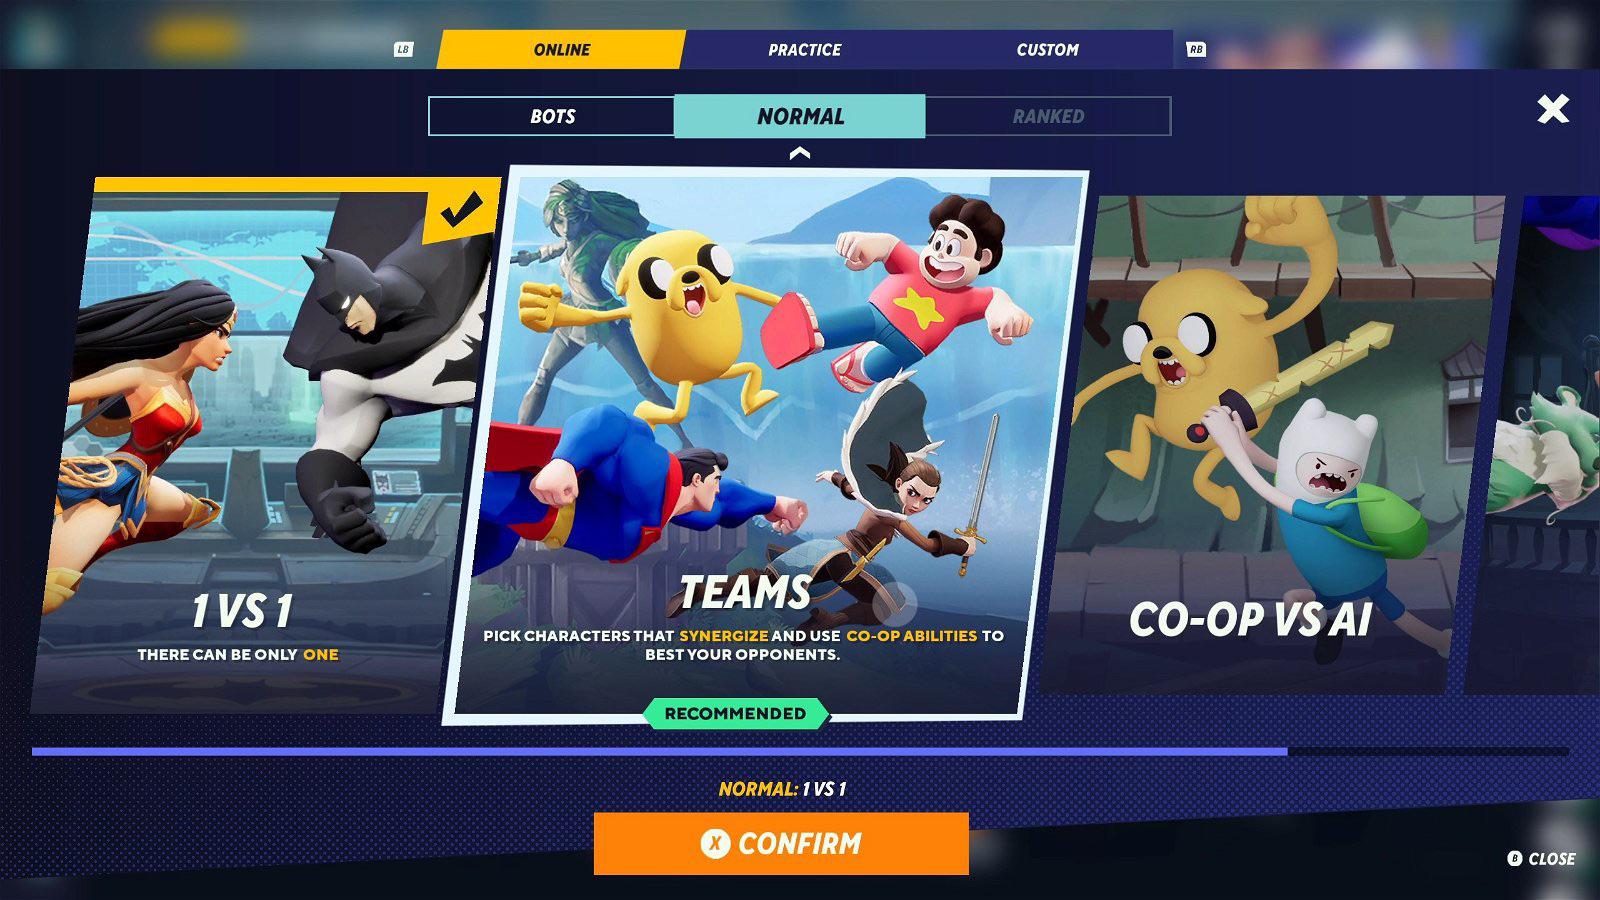 LB
ONLINE
PRACTICE
CUSTOM
RB
BOTS
NORMAL
RANKED
1 VS 1
THERE CAN BE ONLY ONE
TEAMS
PICK CHARACTERS THAT SYNERGIZE AND USE CO-OP ABILITIES TO
BEST YOUR OPPONENTS.
RECOMMENDED
CO-OP VS AI
NORMAL: 1 VS 1
X CONFIRM
B CLOSE